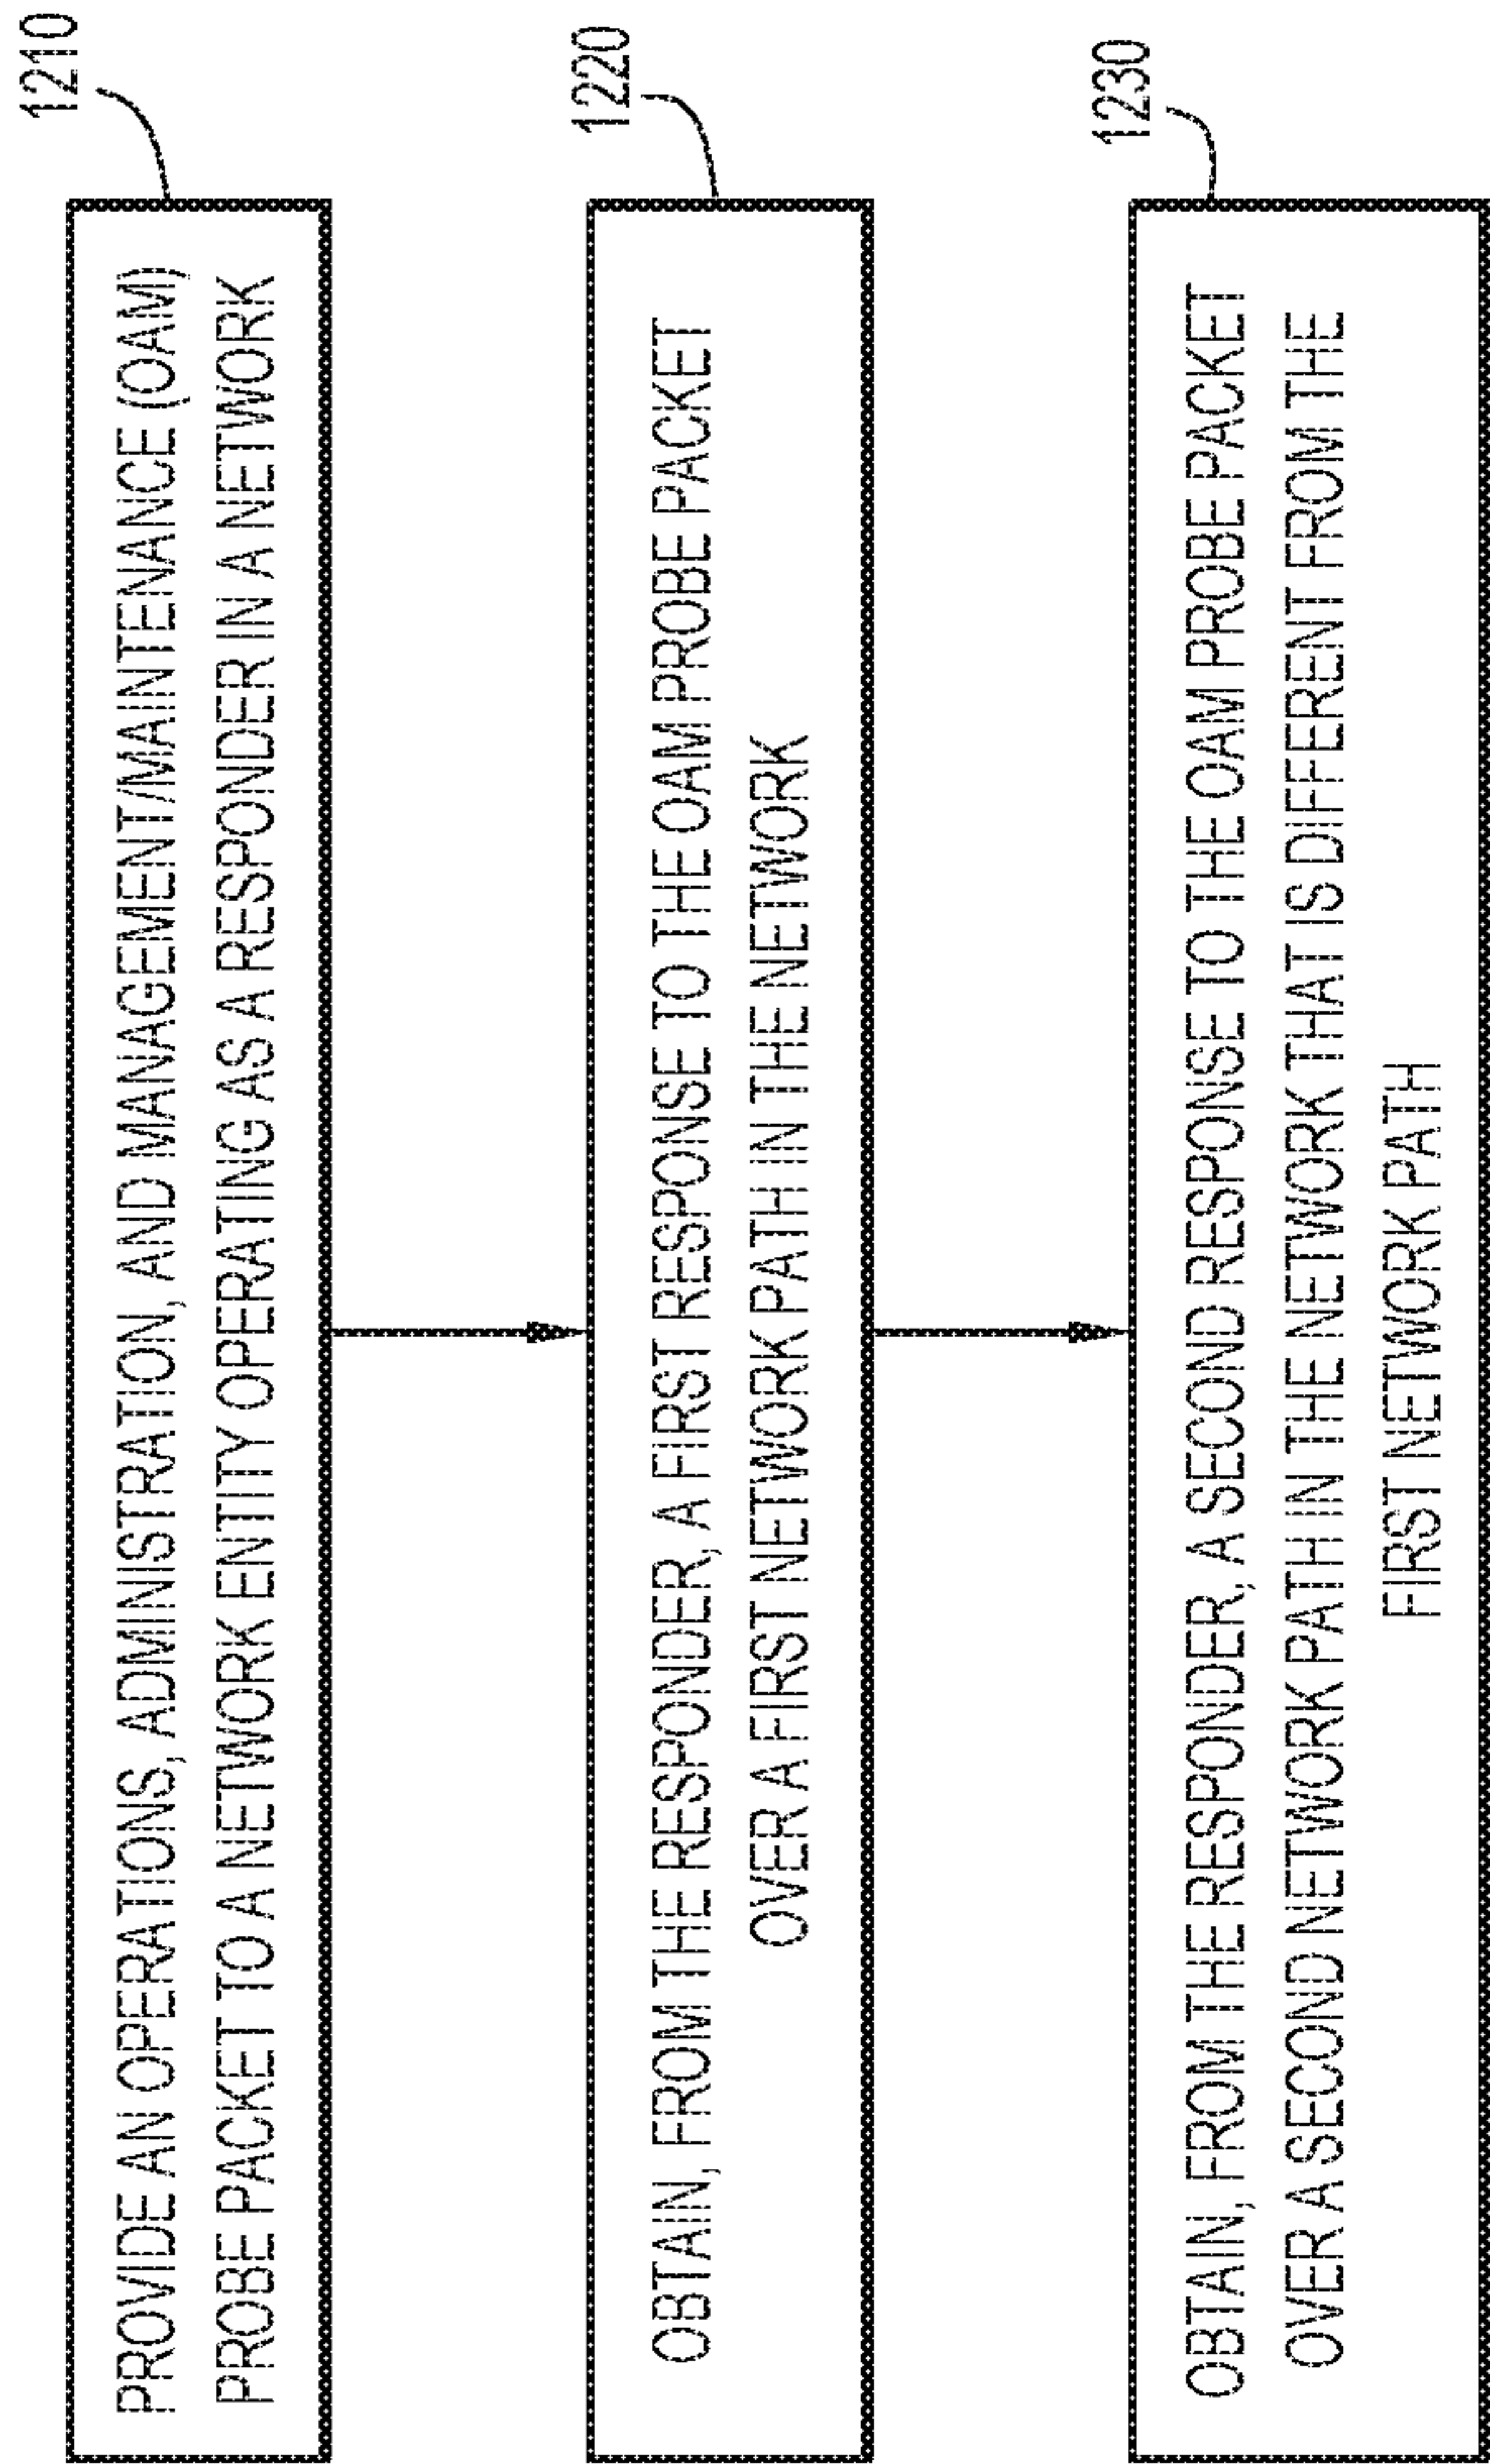 1210
PROVIDE AN OPERATIONS, ADMINISTRATION, AND MANAGEMENT/MAINTENANCE (OAM)
PROBE PACKET TO A NETWORK ENTITY OPERATING AS A RESPONDER IN A NETWORK
1220
OBTAIN, FROM THE RESPONDER, A FIRST RESPONSE TO THE OAM PROBE PACKET
OVER A FIRST NETWORK PATH IN THE NETWORK
1230
OBTAIN, FROM THE RESPONDER, A SECOND RESPONSE TO THE OAM PROBE PACKET
OVER A SECOND NETWORK PATH IN THE NETWORK THAT IS DIFFERENT FROM THE
FIRST NETWORK PATH